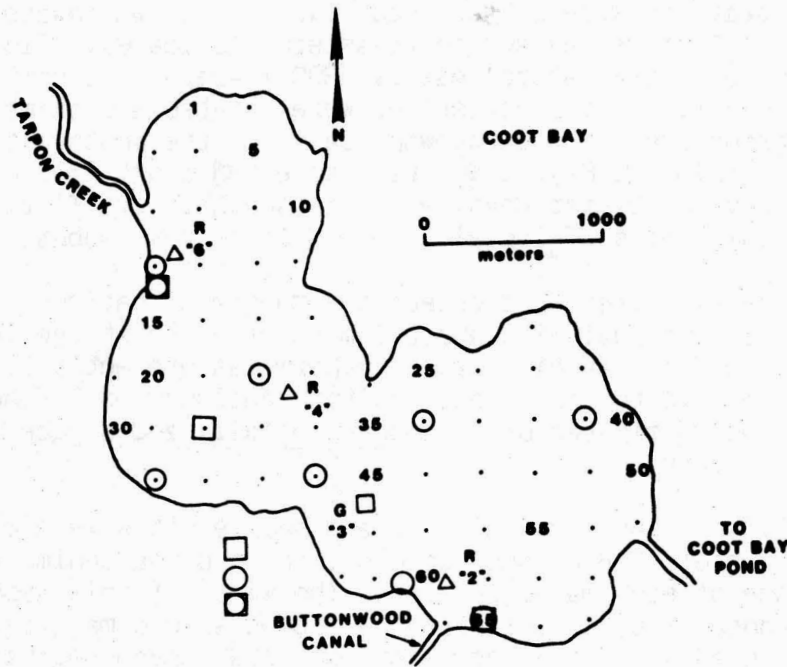 1
5
N
COOT BAY
TARPON CREEK
10
0 1000
meters
R
"6"
15
20
25
R
"4"
30
35
40
45
50
G
"3"
55
TO
COOT BAY
POND
60
R
"2"
BUTTONWOOD
CANAL